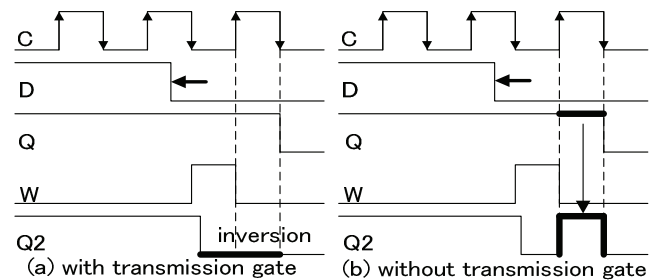 C
D
Q
W
Q2
inversion
(a) with transmission gate
C
D
Q
W
Q2
(b) without transmission gate